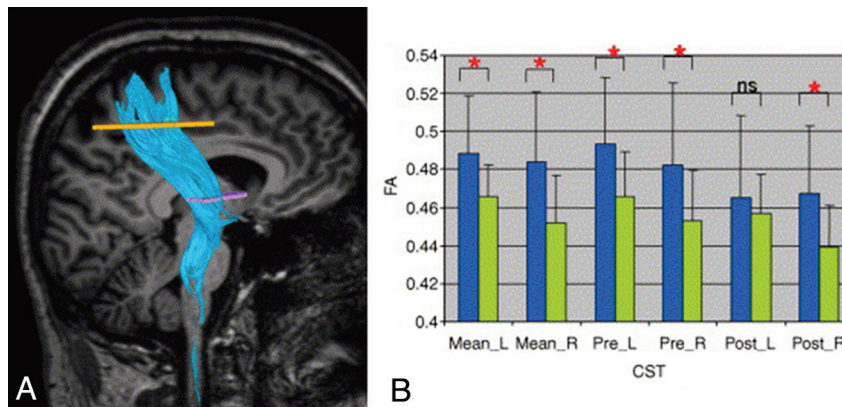 A
0.54
0.52
0.5
0.48
0.46
0.44
0.42
0.4
FA
* * * * ns *
Mean_L Mean_R Pre_L Pre_R Post_L Post_R
CST
B